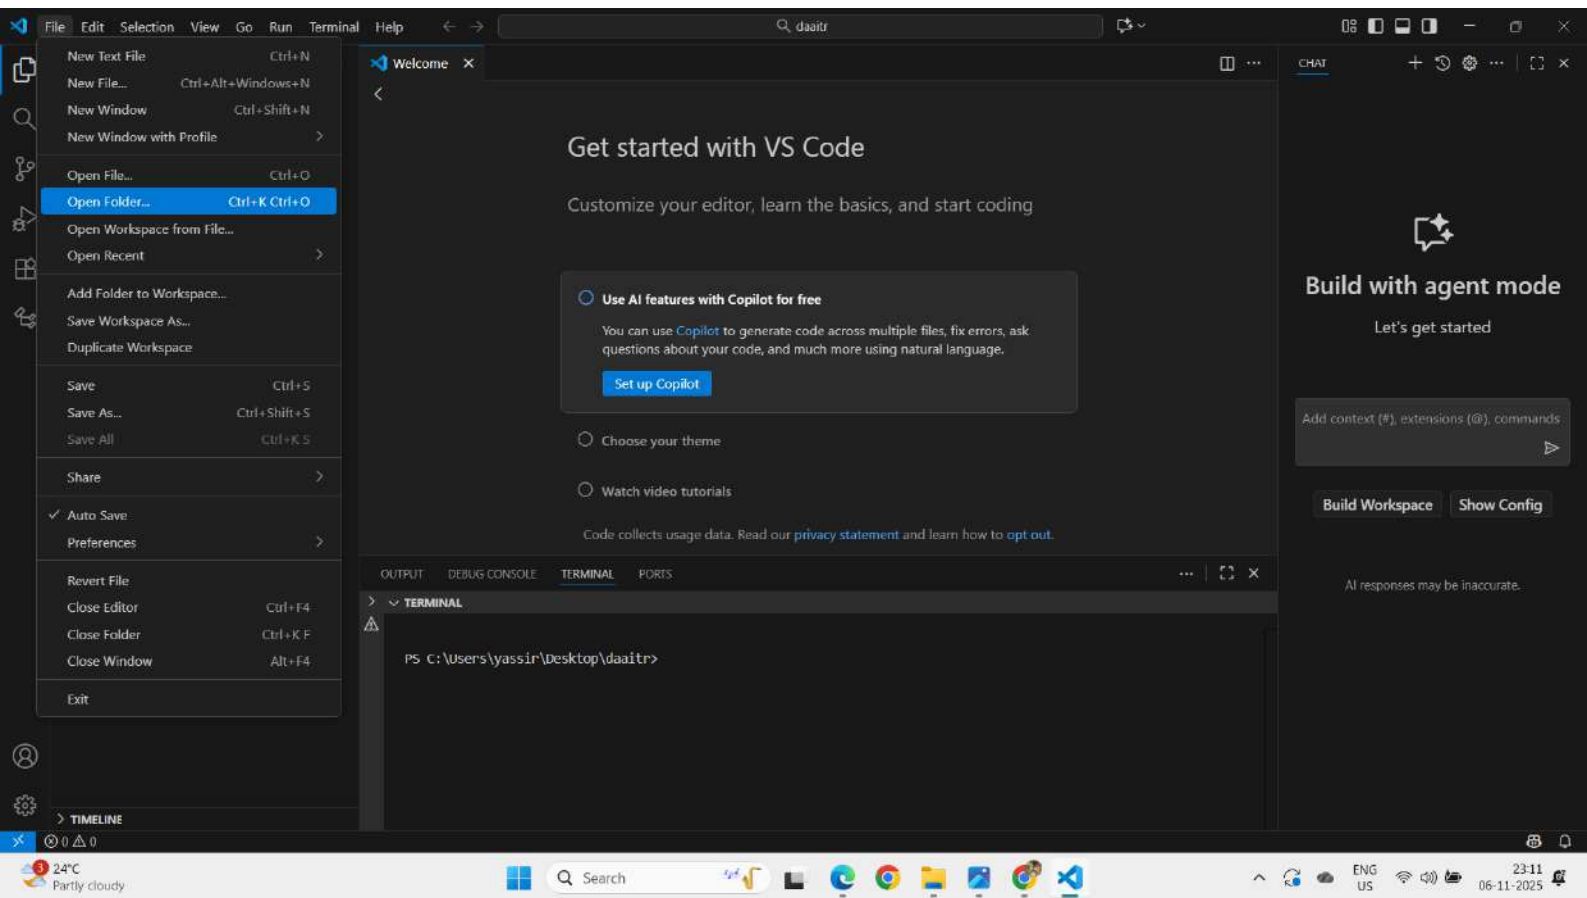 File Edit Selection View Go Run Terminal Help
daaitr
New Text File Ctrl+N
New File... Ctrl+Alt+Windows+N
New Window Ctrl+Shift+N
New Window with Profile
Open File... Ctrl+O
Open Folder... Ctrl+K Ctrl+O
Open Workspace from File...
Open Recent
Add Folder to Workspace...
Save Workspace As...
Duplicate Workspace
Save Ctrl+S
Save As... Ctrl+Shift+S
Save All Ctrl+K S
Share
Auto Save
Preferences
Revert File
Close Editor Ctrl+F4
Close Folder Ctrl+K F
Close Window Alt+F4
Exit
TIMELINE
Welcome
Get started with VS Code
Customize your editor, learn the basics, and start coding
Use AI features with Copilot for free
You can use Copilot to generate code across multiple files, fix errors, ask
questions about your code, and much more using natural language.
Set up Copilot
Choose your theme
Watch video tutorials
Code collects usage data. Read our privacy statement and learn how to opt out.
OUTPUT DEBUG CONSOLE TERMINAL PORTS
TERMINAL
PS C:\Users\yassir\Desktop\daaitr>
CHAT
Build with agent mode
Let's get started
Add context (#), extensions (@), commands
Build Workspace Show Config
AI responses may be inaccurate.
0 0
3
24°C
Partly cloudy
Search
ENG
US
23:11
06-11-2025